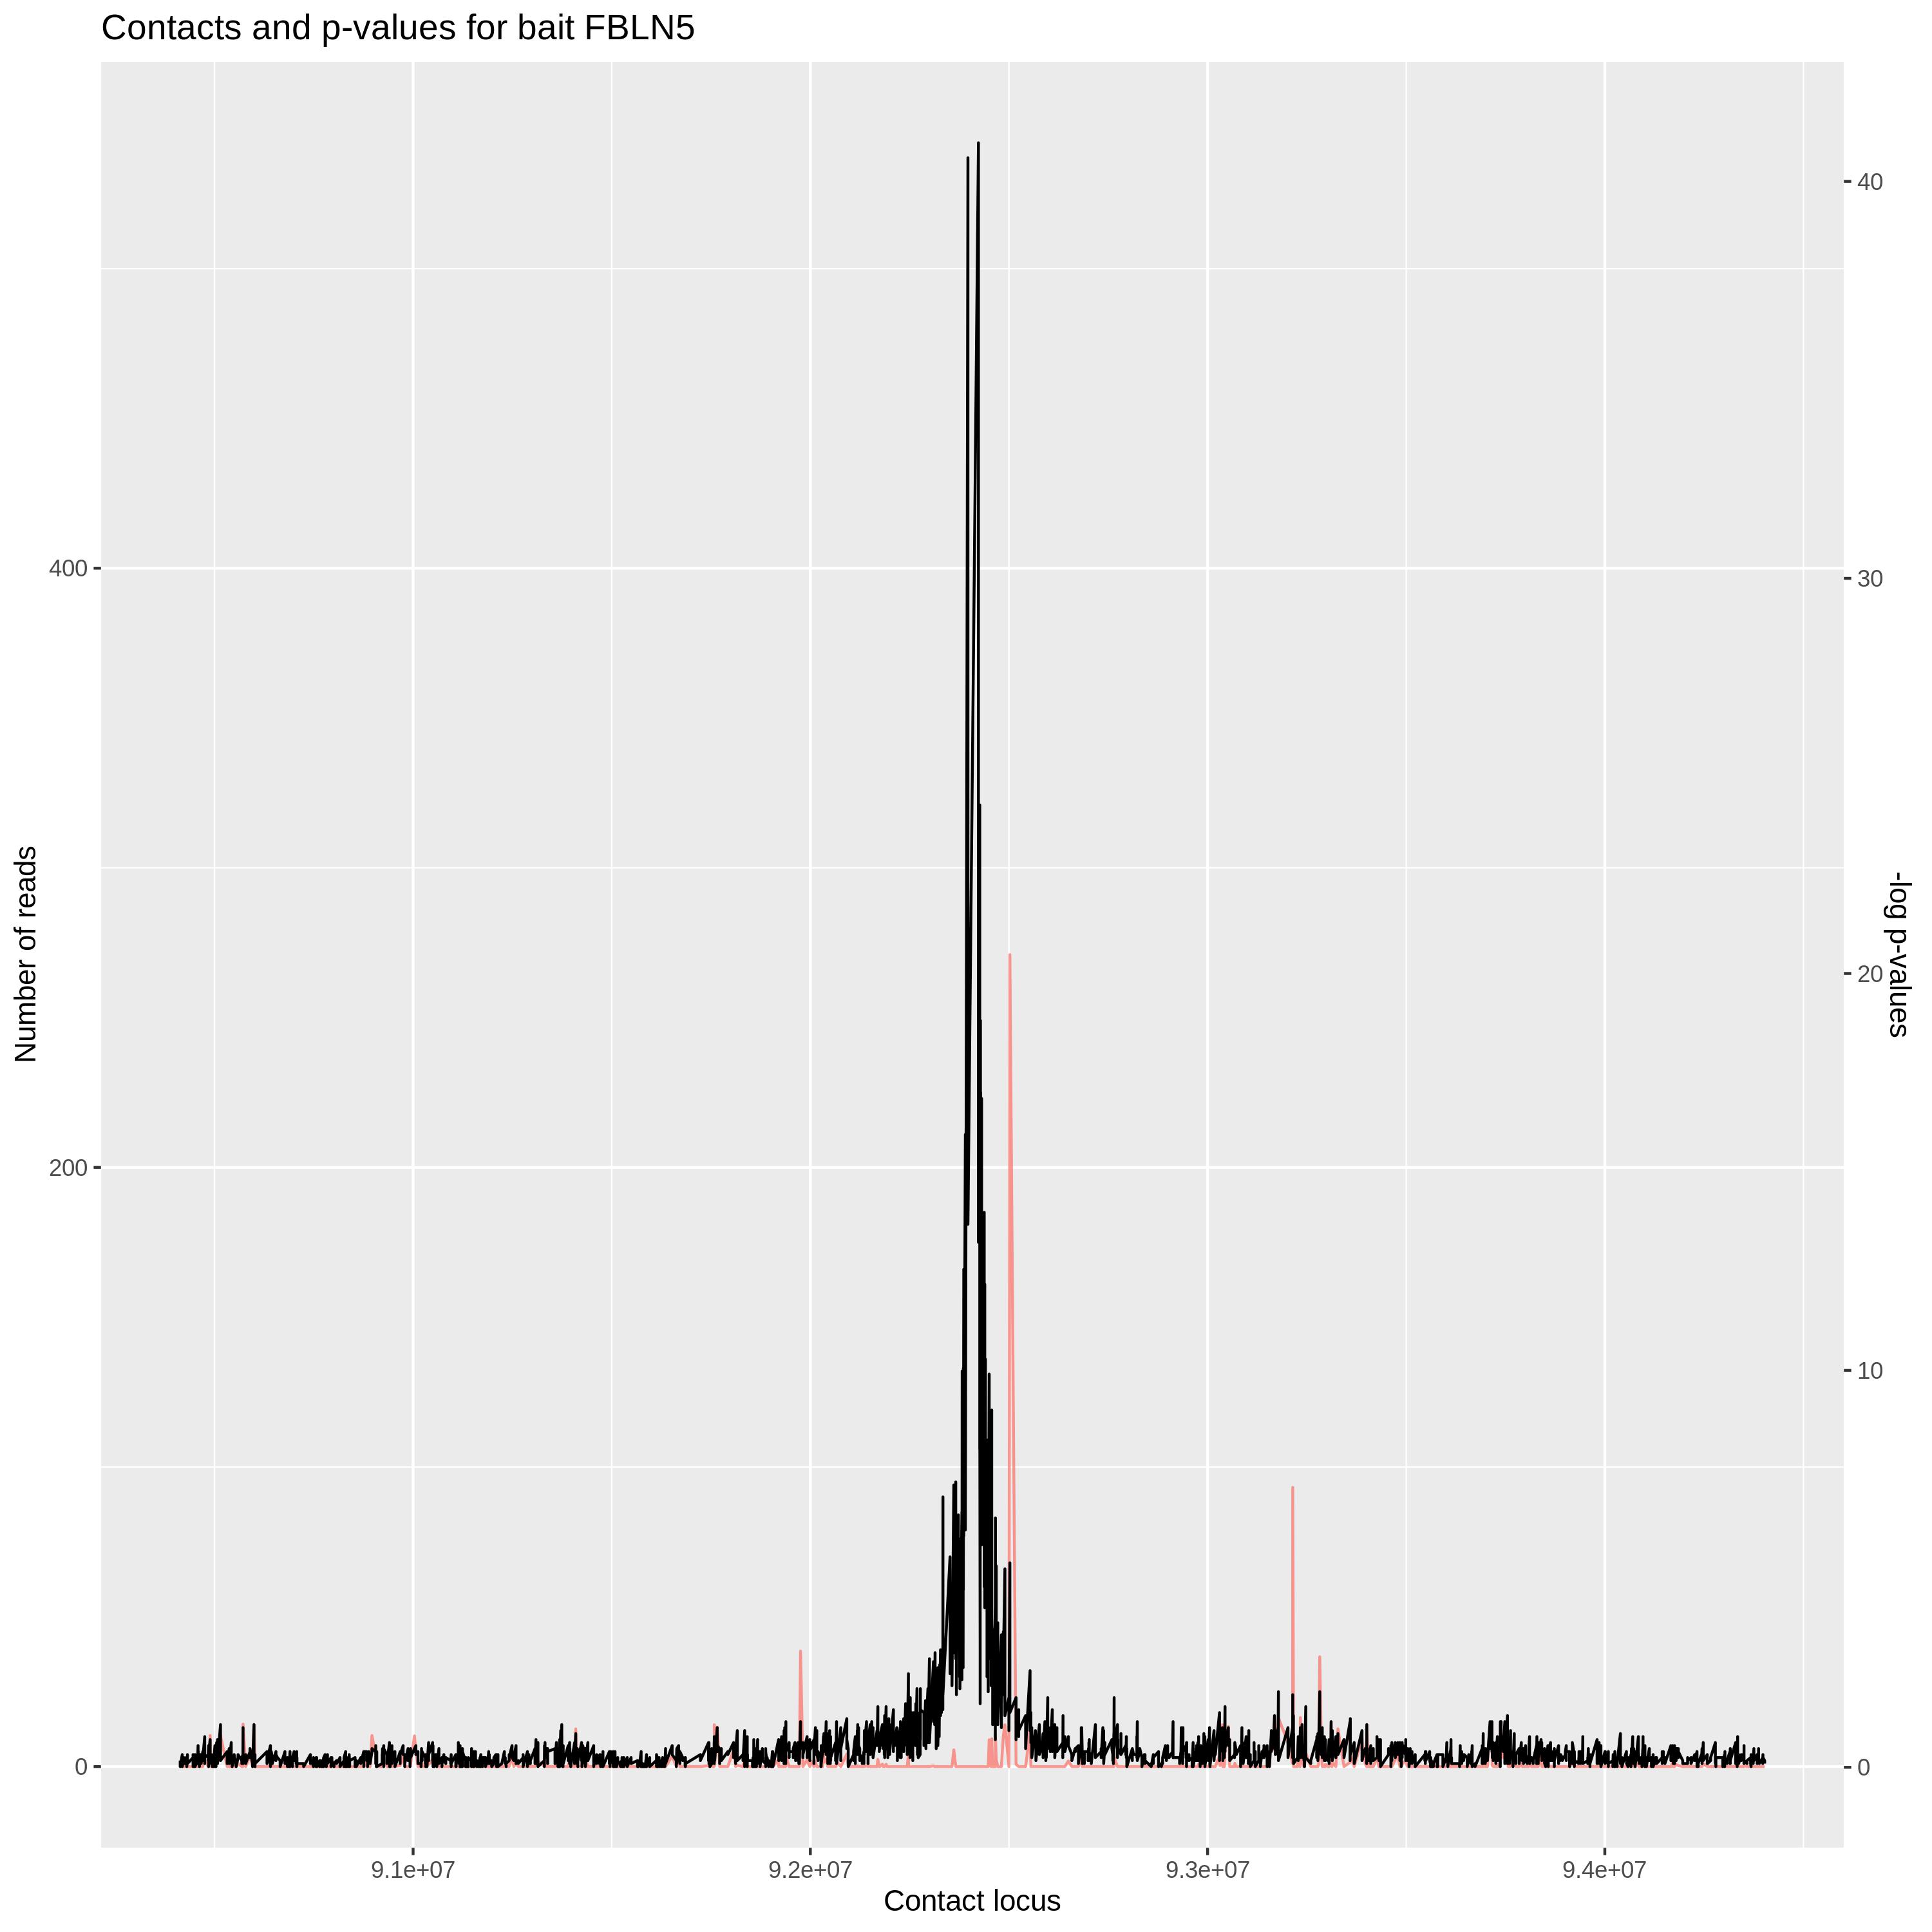 Contacts and p-values for bait FBLN5
Number of reads
400
200
0
40
30
20
10
0
-log p-values
9.1e+07
9.2e+07
9.3e+07
9.4e+07
Contact locus